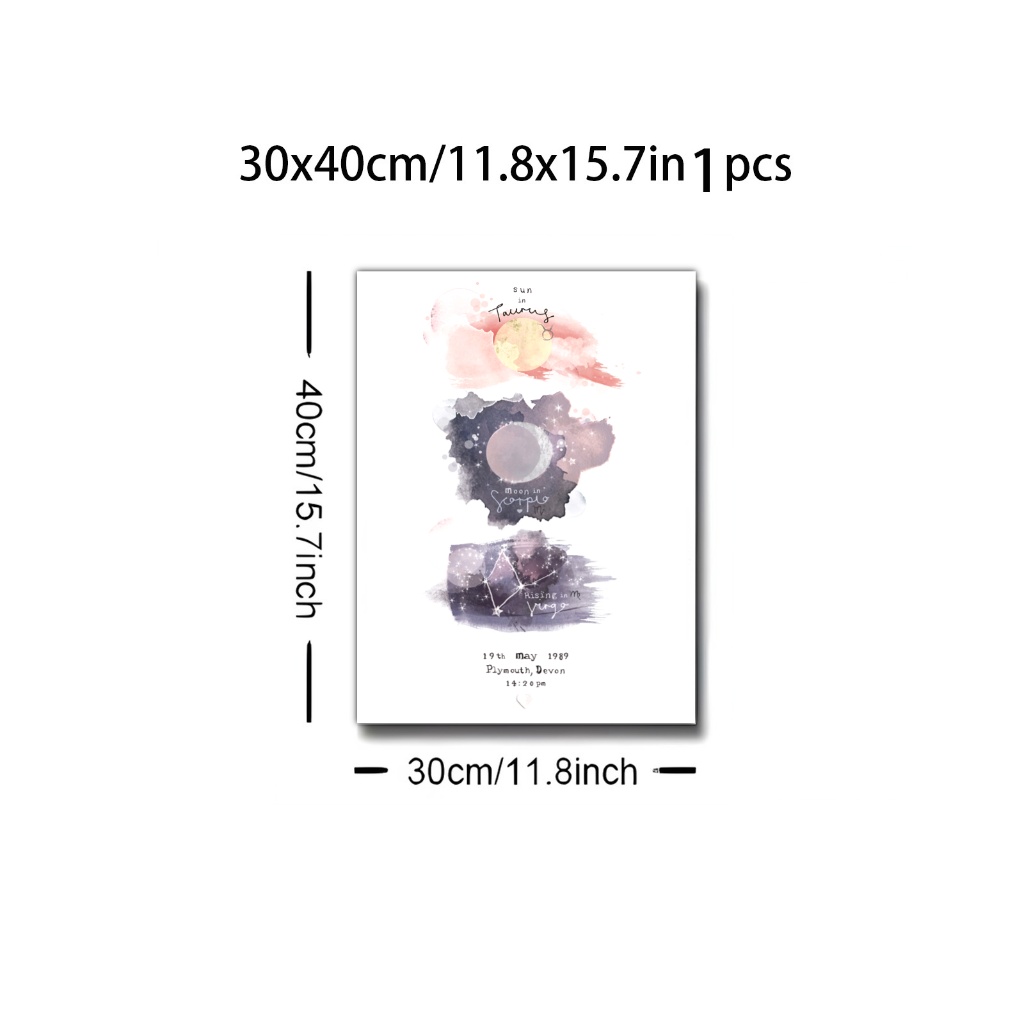 30x40cm/11.8x15.7in 1 pcs
40cm/15.7inch
sun
in
Taurus
moon in
Scorpio
Rising in
Virgo
19th may 1989
Plymouth, Devon
14:20pm
30cm/11.8inch